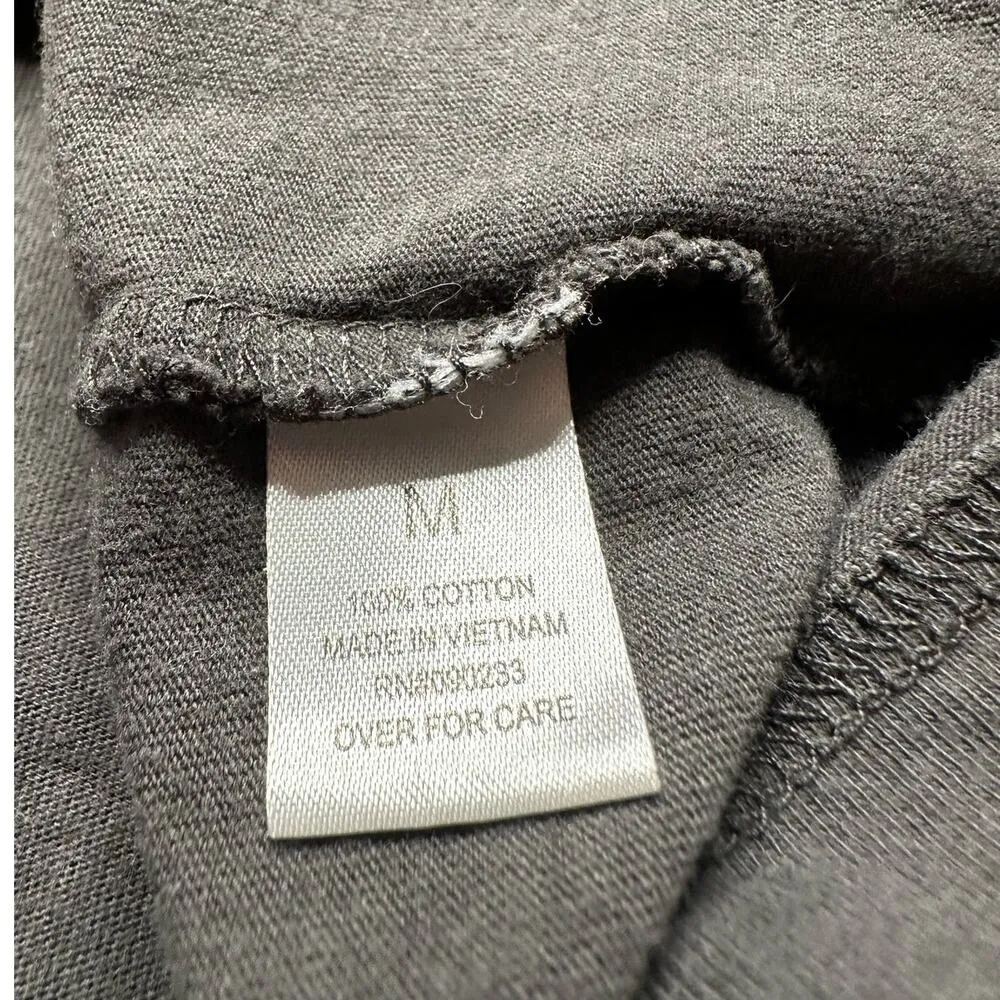 M
100% COTTON
MADE IN VIETNAM
RN#090233
OVER FOR CARE